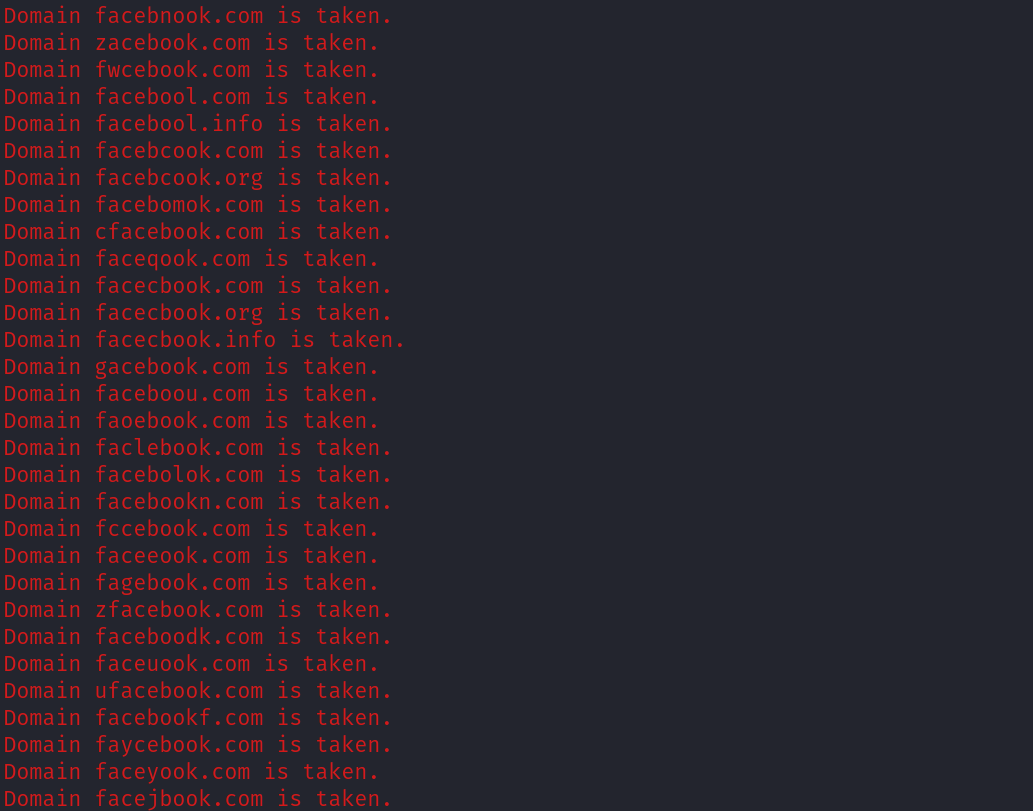 Domain facebnook.com is taken.
Domain zacebook.com is taken.
Domain fwcebook.com is taken.
Domain facebool.com is taken.
Domain facebool.info is taken.
Domain facebcook.com is taken.
Domain facebcook.org is taken.
Domain facebomok.com is taken.
Domain cfacebook.com is taken.
Domain faceqook.com is taken.
Domain facecbook.com is taken.
Domain facecbook.org is taken.
Domain facecbook.info is taken.
Domain gacebook.com is taken.
Domain faceboou.com is taken.
Domain faoebook.com is taken.
Domain faclebook.com is taken.
Domain facebolok.com is taken.
Domain facebookn.com is taken.
Domain fccebook.com is taken.
Domain faceeook.com is taken.
Domain fagebook.com is taken.
Domain zfacebook.com is taken.
Domain faceboodk.com is taken.
Domain faceuook.com is taken.
Domain ufacebook.com is taken.
Domain facebookf.com is taken.
Domain faycebook.com is taken.
Domain faceyook.com is taken.
Domain facejbook.com is taken.